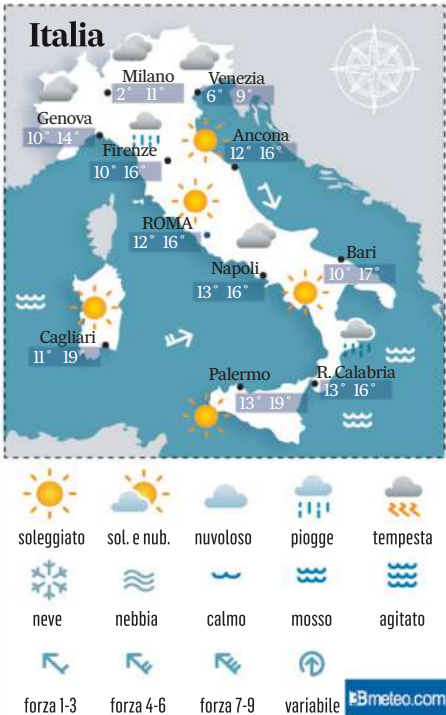 Italia
Milano
2° 11°
Venezia
6° 9°
Genova
10° 14°
Firenze
10° 16°
Ancona
12° 16°
ROMA
12° 16°
Napoli
13° 16°
Bari
10° 17°
Cagliari
11° 19°
Palermo
13° 19°
R. Calabria
13° 16°
soleggiato sol. e nub. nuvoloso piogge tempesta
neve nebbia calmo mosso agitato
forza 1-3 forza 4-6 forza 7-9 variabile
3Bmeteo.com